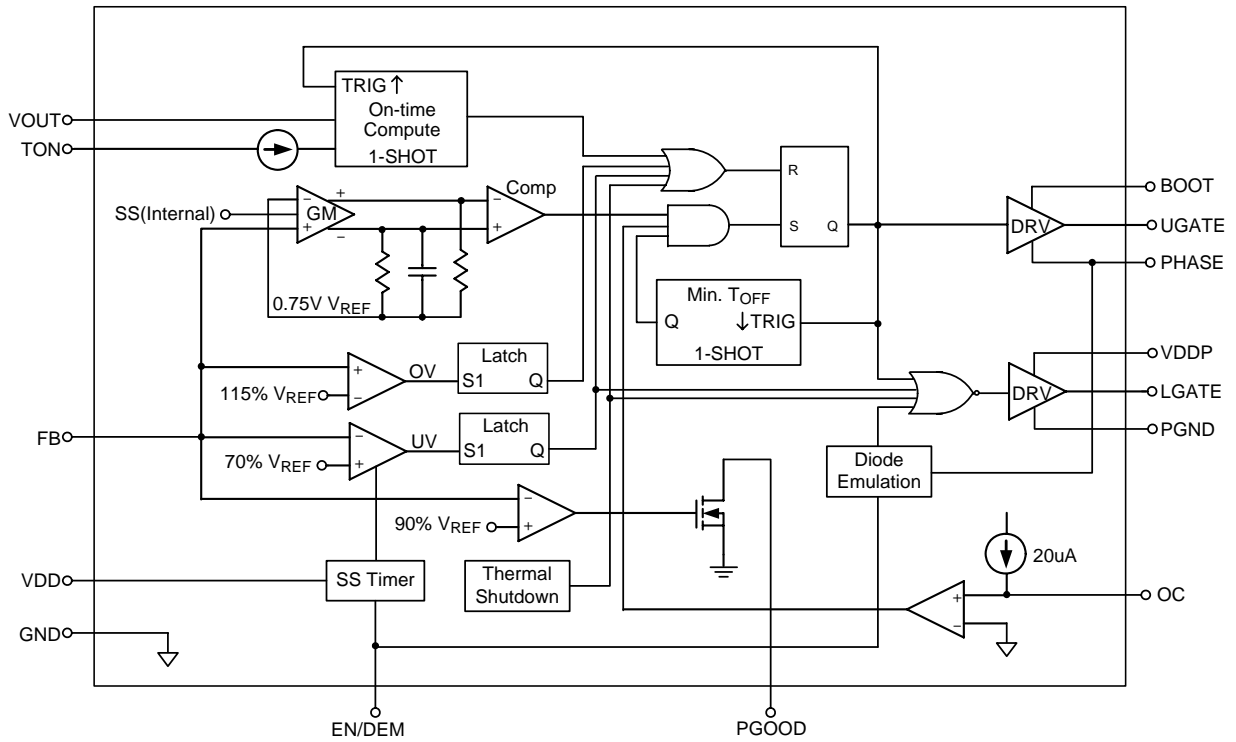 TRIG ↑
On-time
Compute
1-SHOT
VOUT
TON
SS(Internal)
−
+
GM
+
−
0.75V VREF
Comp
−
+
R
S
Q
BOOT
DRV
UGATE
PHASE
Min. TOFF
Q
↓TRIG
1-SHOT
VDDP
DRV
LGATE
PGND
+
−
OV
115% VREF
Latch
S1
Q
FB
−
+
UV
70% VREF
Latch
S1
Q
Diode
Emulation
−
+
90% VREF
20uA
VDD
SS Timer
Thermal
Shutdown
+
−
OC
GND
EN/DEM
PGOOD